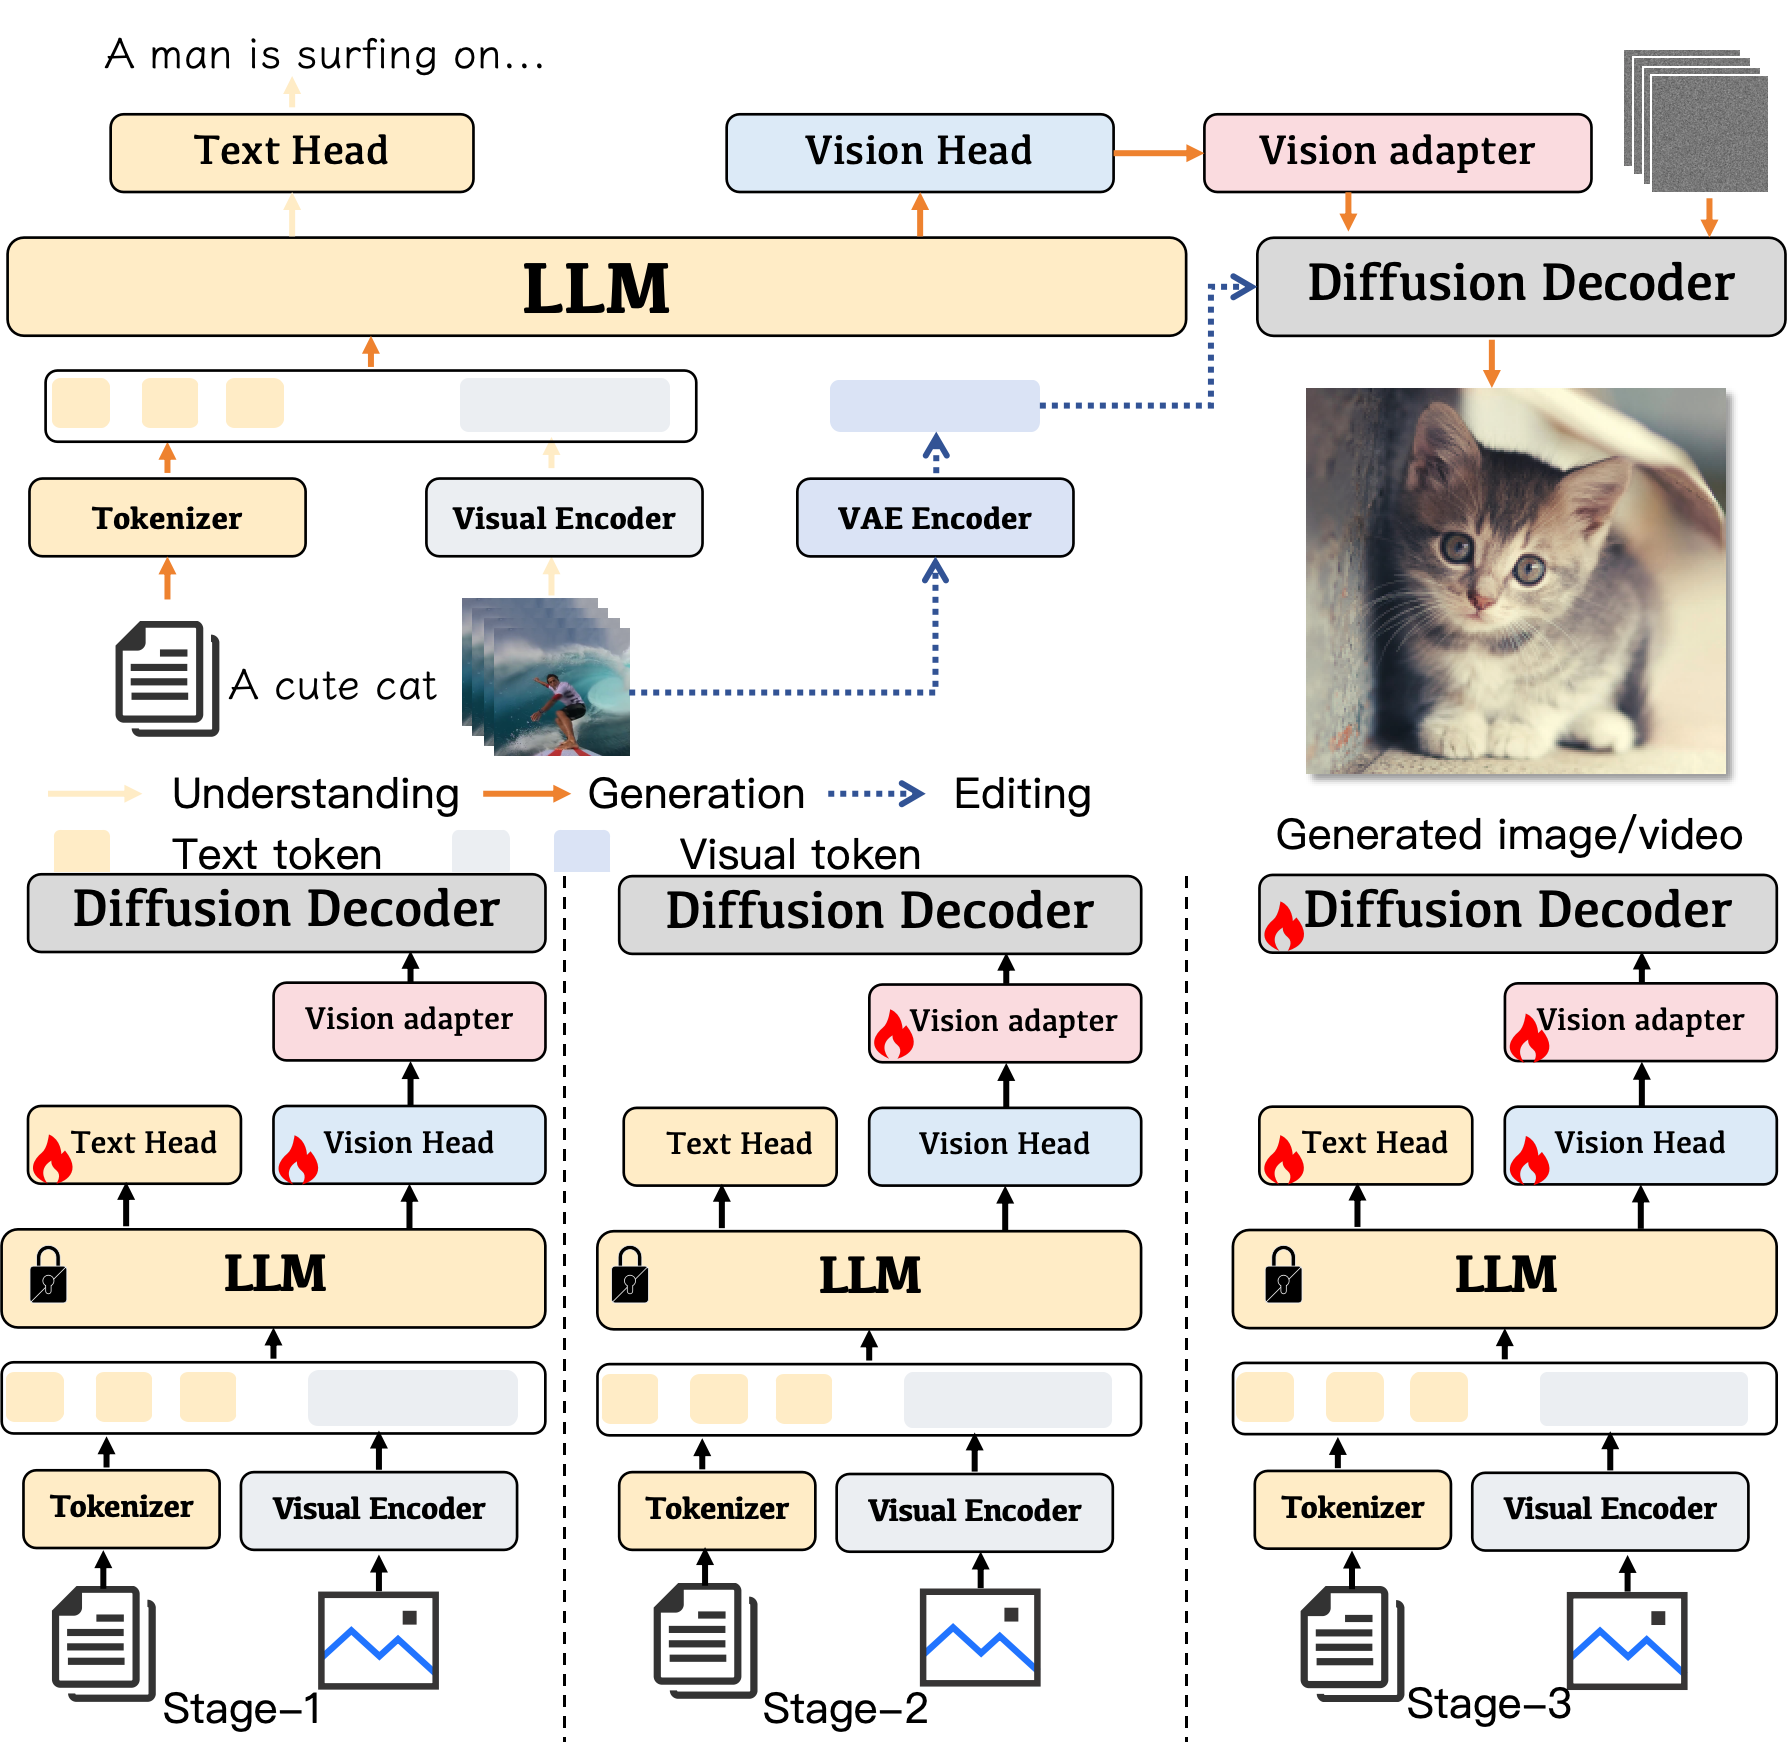 A man is surfing on...
Text Head
Vision Head
Vision adapter
LLM
Diffusion Decoder
Tokenizer
Visual Encoder
VAE Encoder
A cute cat
Understanding
Generation
Editing
Text token
Visual token
Generated image/video
Diffusion Decoder
Vision adapter
Text Head
Vision Head
LLM
Tokenizer
Visual Encoder
Stage-1
Diffusion Decoder
Vision adapter
Text Head
Vision Head
LLM
Tokenizer
Visual Encoder
Stage-2
Diffusion Decoder
Vision adapter
Text Head
Vision Head
LLM
Tokenizer
Visual Encoder
Stage-3